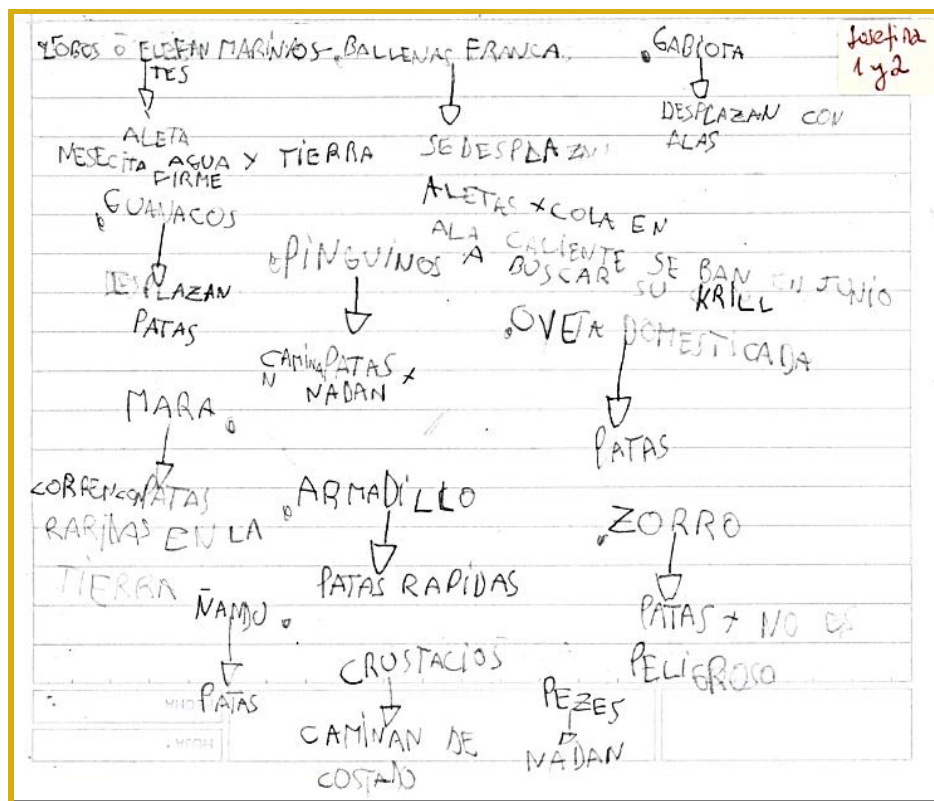 LOBOS O ELEFAN MARINHOS. BALLENAS FRANCA. .GABIOTA
TES
Josefina
1 y 2
ALETA
NESECITA AGUA Y TIERRA
FIRME
SE DESPLAZAN
ALETAS + COLA EN
ALA CALIENTE SE BAN EN JUNIO
A BUSCAR SU KRILL
DESPLAZAN CON
ALAS
.GUANACOS
DESPLAZAN
PATAS
.PINGUINOS
CAMINA PATAS +
N NADAN
.OVEJA DOMESTICADA
PATAS
MARA.
CORREN CON PATAS
RAPIDAS EN LA
TIERRA
.ARMADILLO
PATAS RAPIDAS
.ZORRO
PATAS + NO ES
PELIGROSO
ÑANDU.
PATAS
CRUSTACIOS
CAMINAN DE
COSTADO
PEZES
NADAN